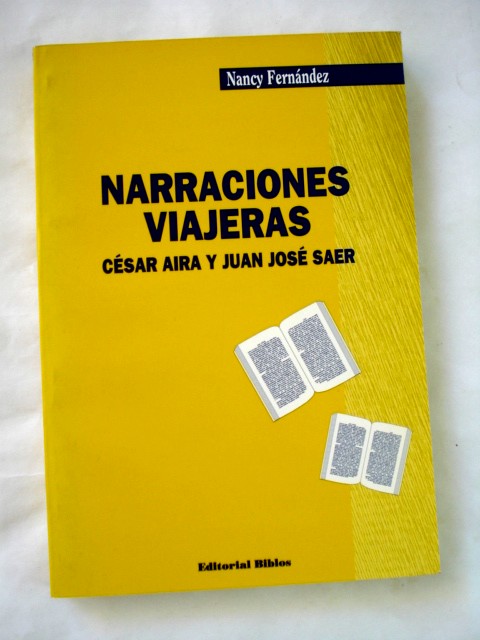 Nancy Fernández
NARRACIONES
VIAJERAS
CÉSAR AIRA Y JUAN JOSÉ SAER
Editorial Biblos